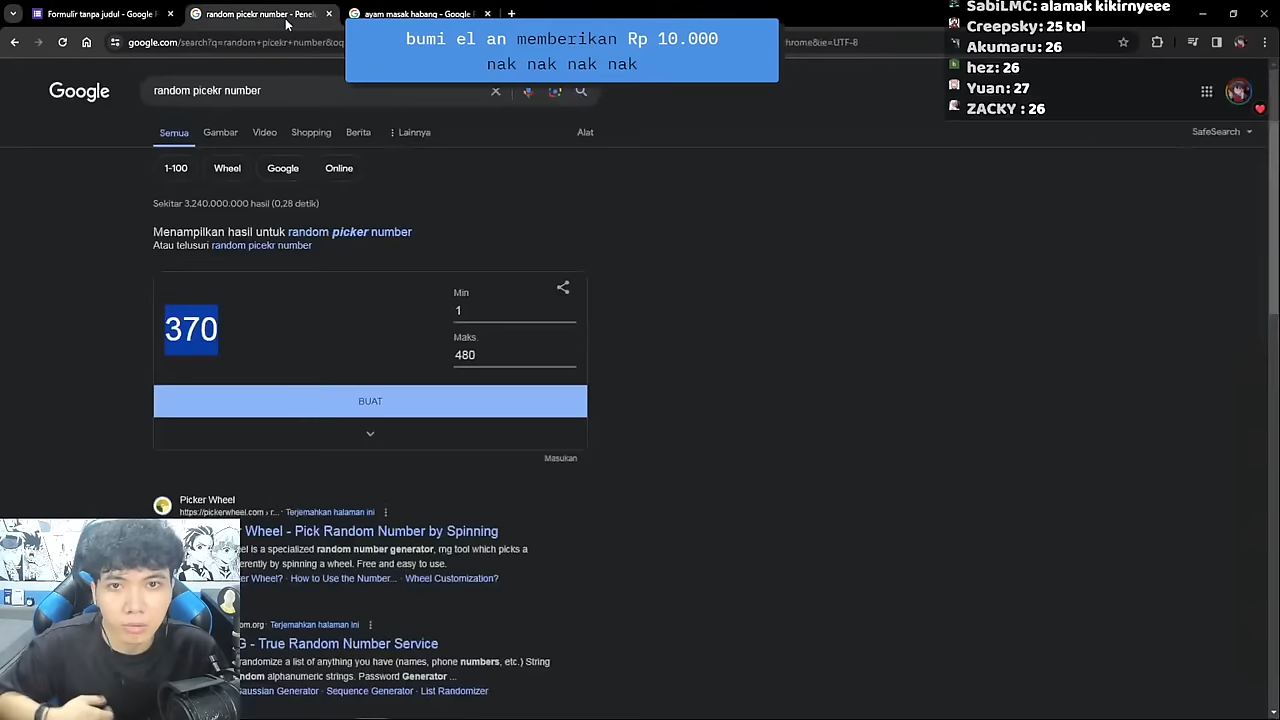 Formulir tanpa judul - Google F
random picekr number - Penel
ayam masak habang - Google
google.com/search?q=random+picekr+number&toq
hrome&ie=UTF-8
bumi el an memberikan Rp 10.000
nak nak nak nak
SabiLMC: alamak kikirnyeee
Creepsky: 25 tol
Akumaru: 26
hez: 26
Yuan: 27
ZACKY : 26
Google
random picekr number
Semua
Gambar
Video
Shopping
Berita
Lainnya
Alat
SafeSearch
1-100
Wheel
Google
Online
Sekitar 3.240.000.000 hasil (0,28 detik)
Menampilkan hasil untuk random picker number
Atau telusuri random picekr number
370
Min
1
Maks.
480
BUAT
Masukan
Picker Wheel
https://pickerwheel.com › r... · Terjemahkan halaman ini
Wheel - Pick Random Number by Spinning
el is a specialized random number generator, rng tool which picks a
erently by spinning a wheel. Free and easy to use.
er Wheel? · How to Use the Number... · Wheel Customization?
om.org · Terjemahkan halaman ini
G - True Random Number Service
randomize a list of anything you have (names, phone numbers, etc.) String
ndom alphanumeric strings. Password Generator ...
aussian Generator · Sequence Generator · List Randomizer